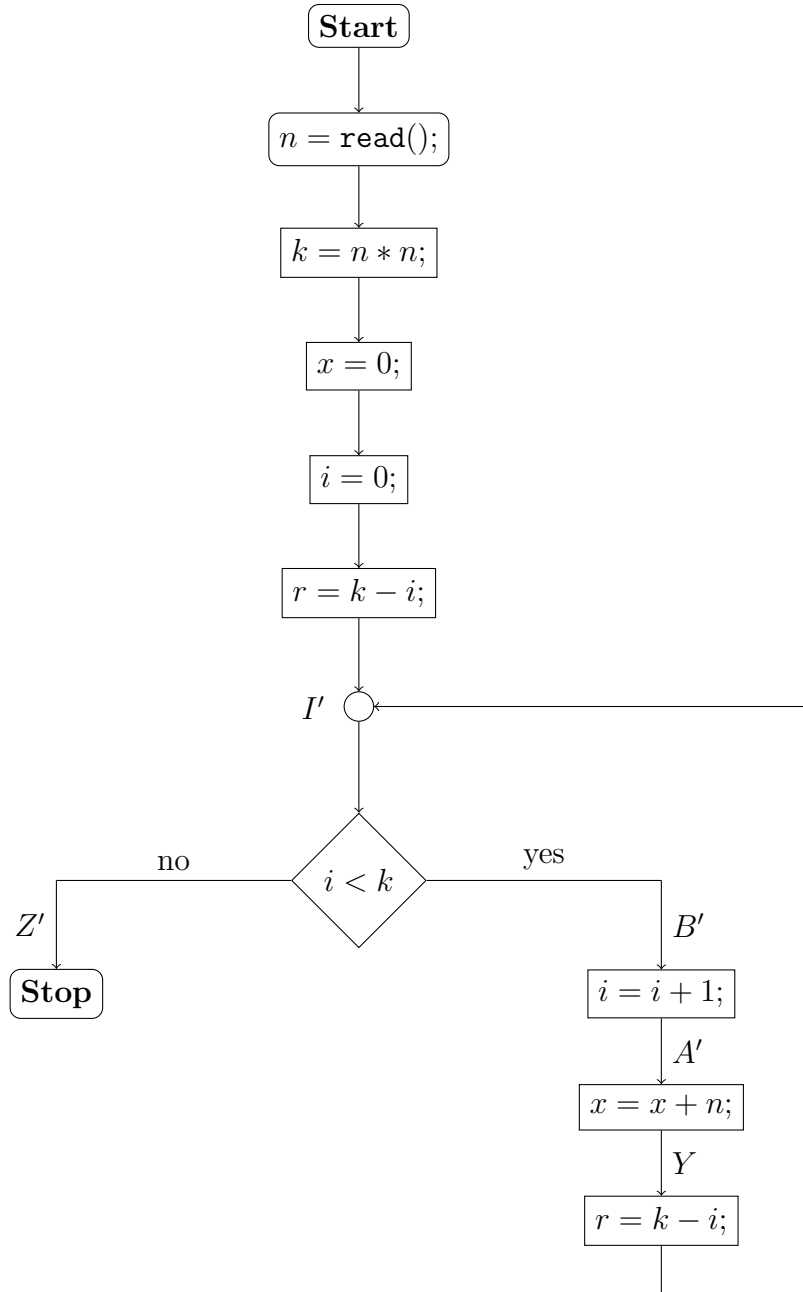 Start
n = read();
k = n ∗ n;
x = 0;
i = 0;
r = k − i;
I′
i < k
no
yes
Z′
B′
Stop
i = i + 1;
A′
x = x + n;
Y
r = k − i;